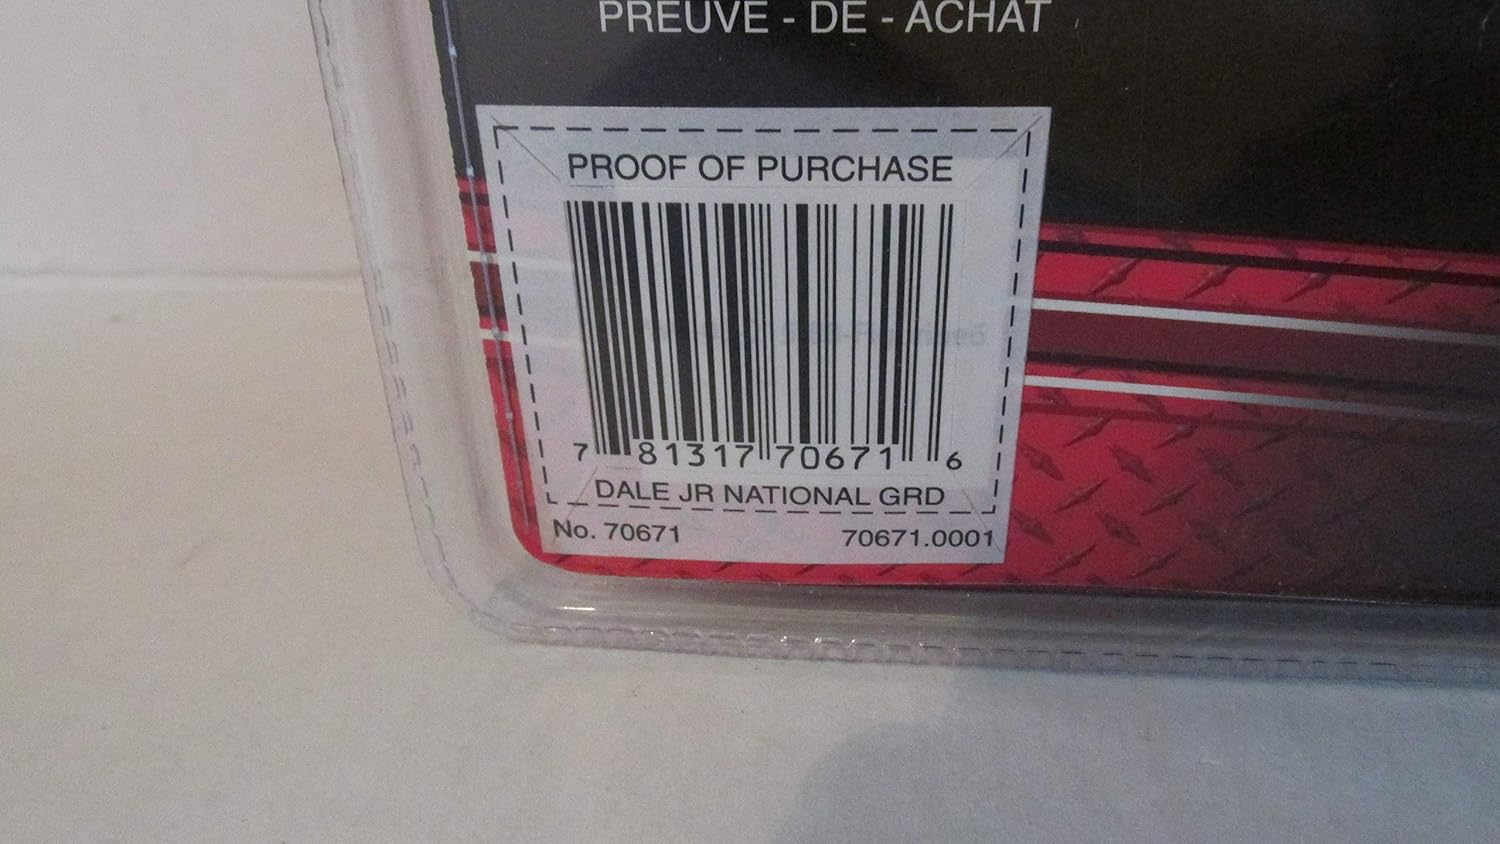 PREUVE - DE - ACHAT
PROOF OF PURCHASE
7 81317 70671 6
DALE JR NATIONAL GRD
No. 70671 70671.0001